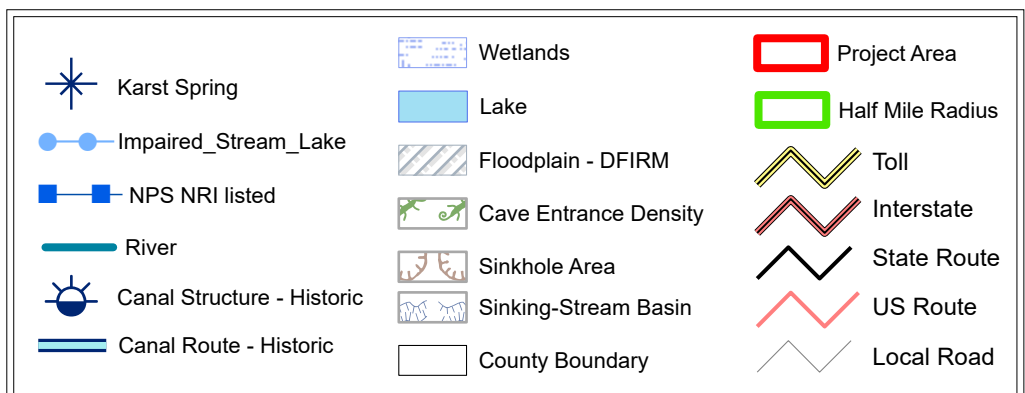 Karst Spring
Impaired_Stream_Lake
NPS NRI listed
River
Canal Structure - Historic
Canal Route - Historic
Wetlands
Lake
Floodplain - DFIRM
Cave Entrance Density
Sinkhole Area
Sinking-Stream Basin
County Boundary
Project Area
Half Mile Radius
Toll
Interstate
State Route
US Route
Local Road